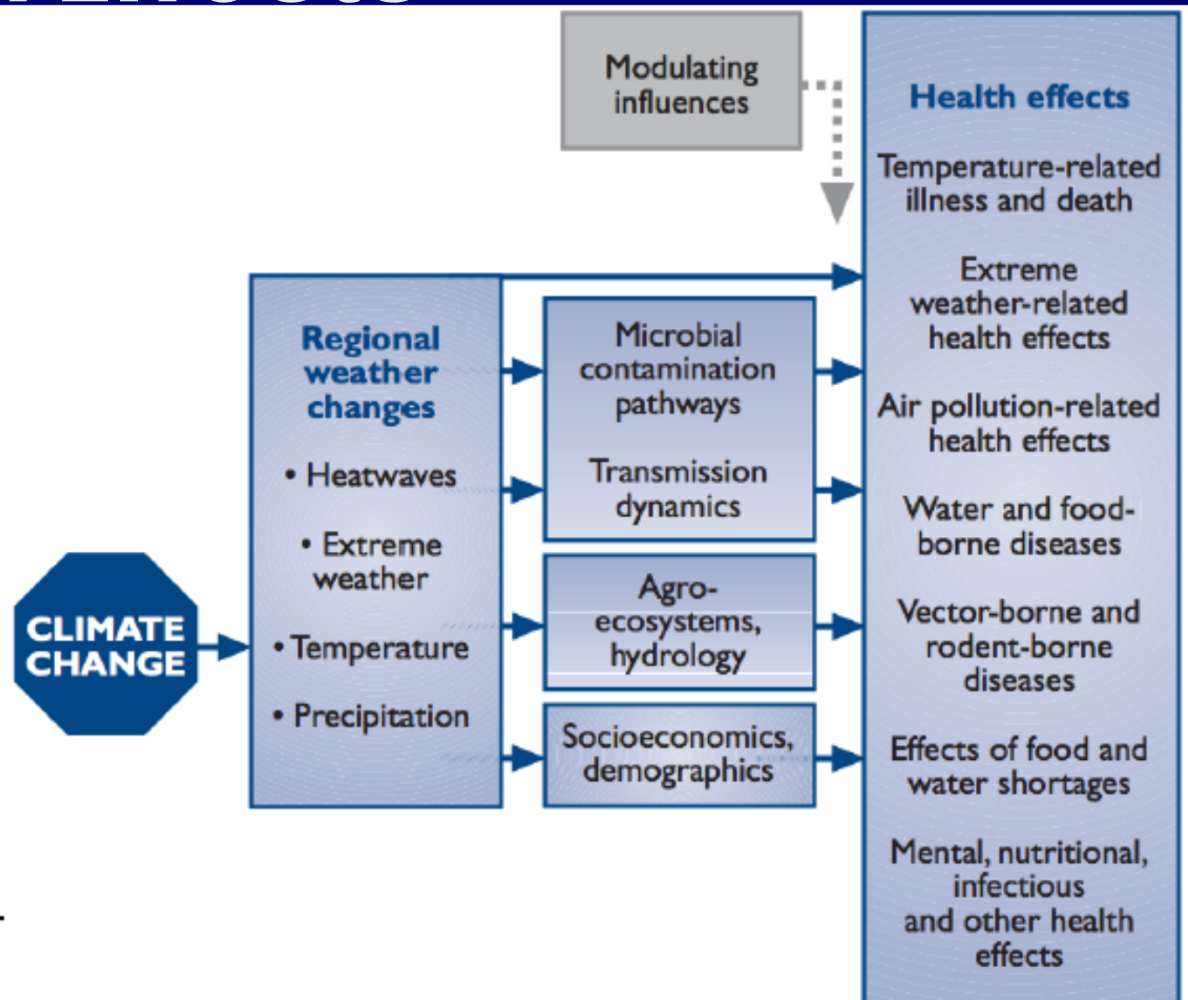 Modulating
influences
Health effects
Temperature-related
illness and death
Extreme
weather-related
health effects
Air pollution-related
health effects
Water and food-
borne diseases
Vector-borne and
rodent-borne
diseases
Effects of food and
water shortages
Mental, nutritional,
infectious
and other health
effects
Regional
weather
changes
• Heatwaves
• Extreme
weather
• Temperature
• Precipitation
Microbial
contamination
pathways
Transmission
dynamics
Agro-
ecosystems,
hydrology
Socioeconomics,
demographics
CLIMATE
CHANGE